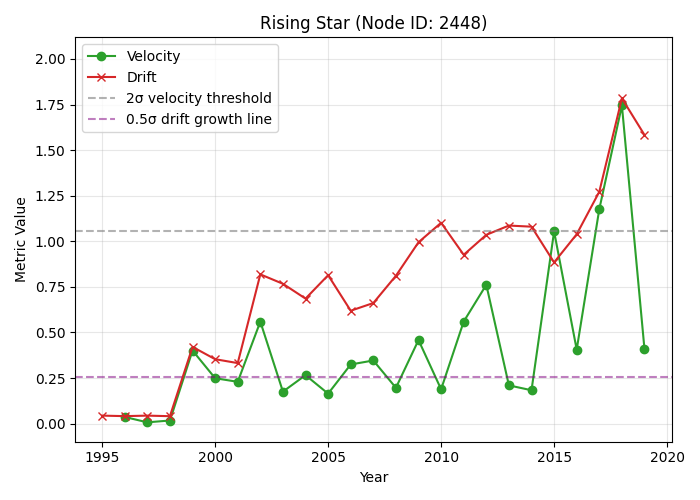 Rising Star (Node ID: 2448)
Velocity
Drift
2σ velocity threshold
0.5σ drift growth line
Metric Value
2.00
1.75
1.50
1.25
1.00
0.75
0.50
0.25
0.00
1995 2000 2005 2010 2015 2020
Year